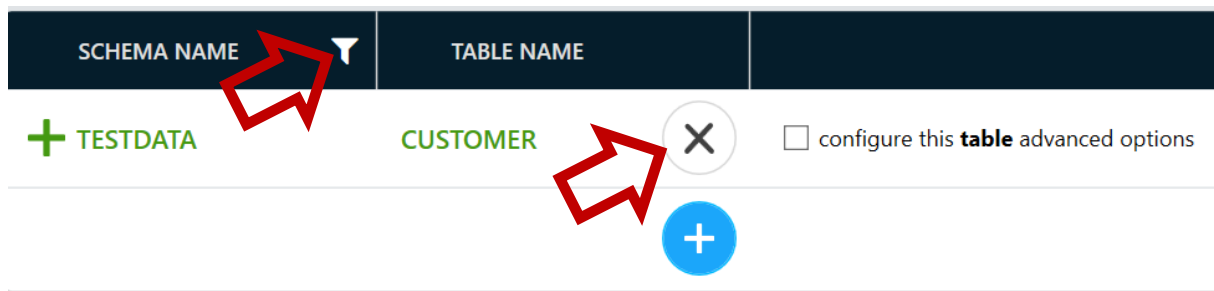 SCHEMA NAME TABLE NAME
TESTDATA CUSTOMER configure this table advanced options